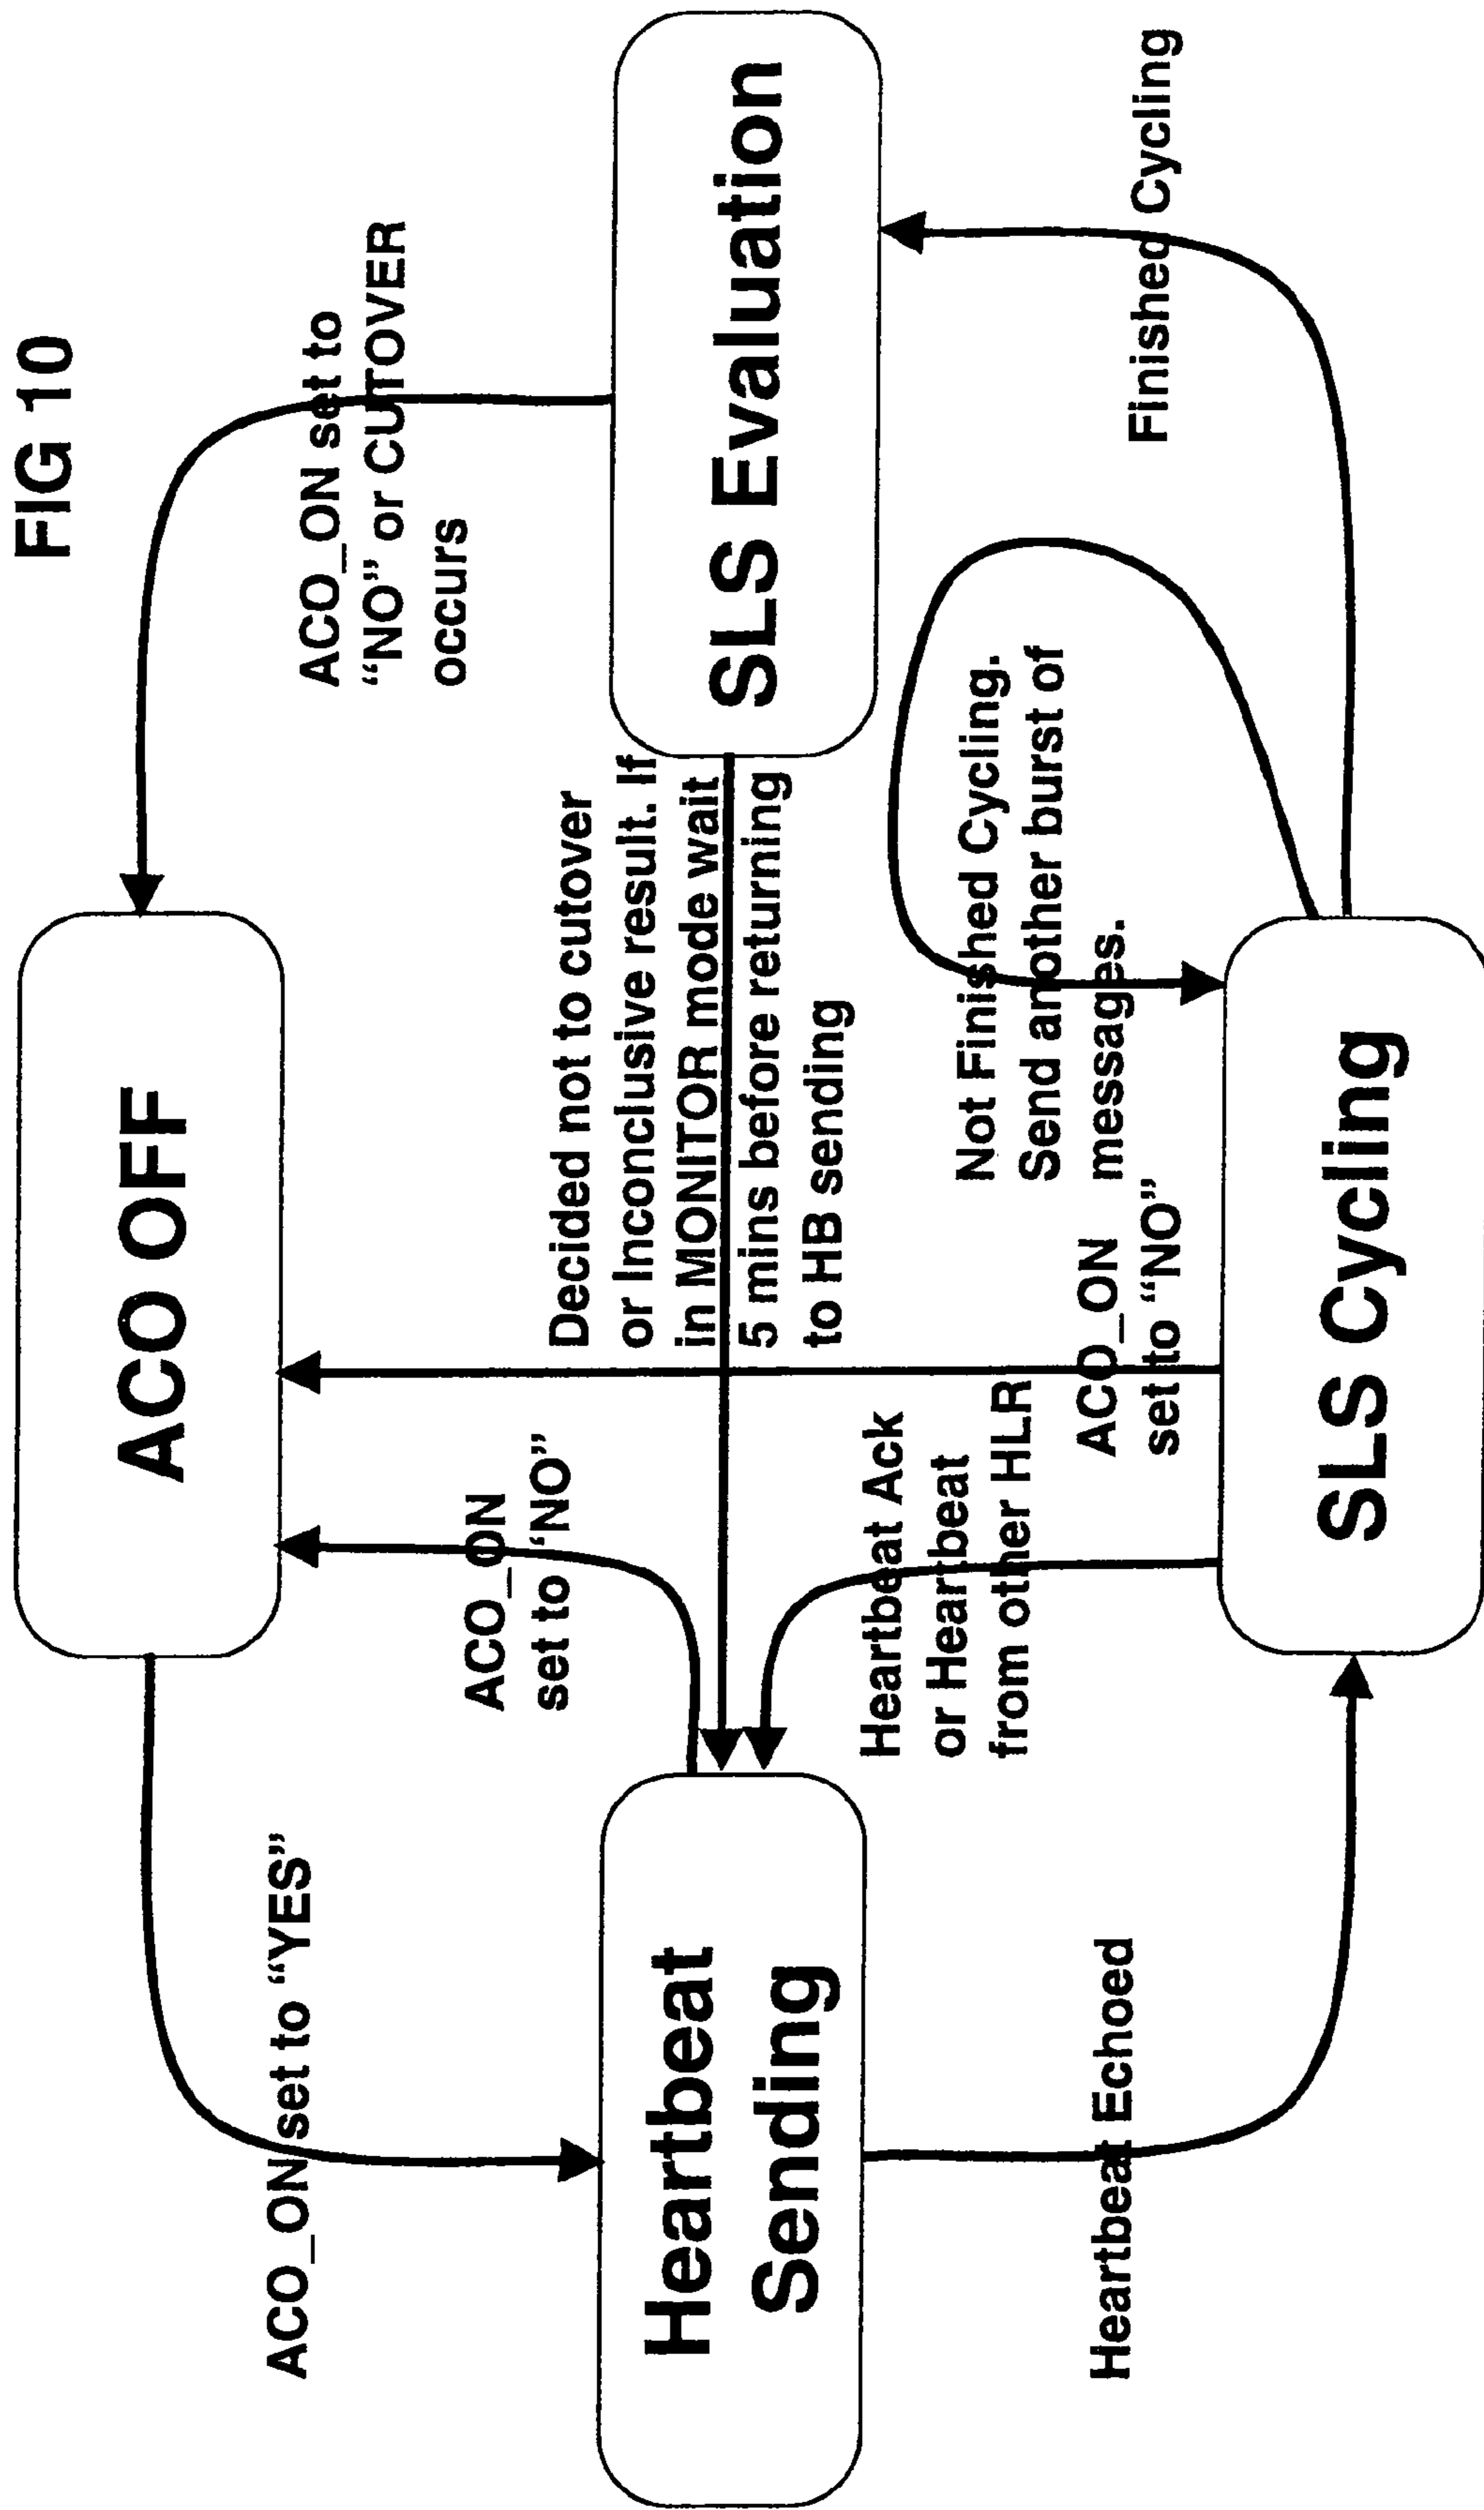 FIG 10
ACO OFF
ACO_ON set to "YES"
ACO_ON
set to "NO"
ACO_ON set to
“NO” or CUTOVER
occurs
Heartbeat
Sending
Decided not to cutover
or Inconclusive result. If
in MONITOR mode wait
5 mins before returning
to HB sending
SLS Evaluation
Heartbeat Ack
or Heartbeat
from other HLR
Not Finished Cycling.
Send another burst of
messages.
ACO_ON
set to “NO”
Heartbeat Echoed
Finished Cycling
SLS Cycling